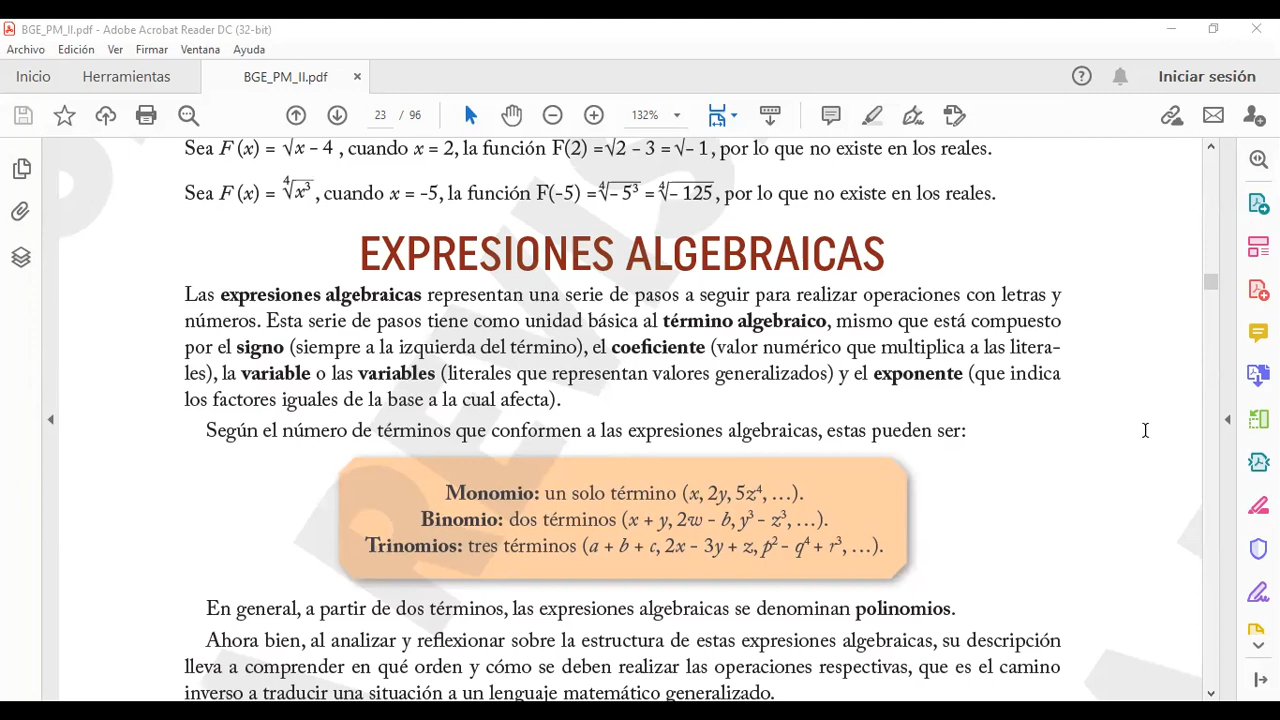 BGE_PM_II.pdf - Adobe Acrobat Reader DC (32-bit)
Archivo Edición Ver Firmar Ventana Ayuda
Inicio Herramientas BGE_PM_II.pdf × Iniciar sesión
23 / 96 132%
Sea F (x) = √x – 4 , cuando x = 2, la función F(2) =√2 – 3 = √– 1, por lo que no existe en los reales.
Sea F (x) = ∜x³ , cuando x = -5, la función F(-5) =∜– 5³ = ∜– 125 , por lo que no existe en los reales.
EXPRESIONES ALGEBRAICAS
Las expresiones algebraicas representan una serie de pasos a seguir para realizar operaciones con letras y
números. Esta serie de pasos tiene como unidad básica al término algebraico, mismo que está compuesto
por el signo (siempre a la izquierda del término), el coeficiente (valor numérico que multiplica a las litera-
les), la variable o las variables (literales que representan valores generalizados) y el exponente (que indica
los factores iguales de la base a la cual afecta).
Según el número de términos que conformen a las expresiones algebraicas, estas pueden ser:
Monomio: un solo término (x, 2y, 5z⁴, …).
Binomio: dos términos (x + y, 2w – b, y³ – z³, …).
Trinomios: tres términos (a + b + c, 2x – 3y + z, p² – q⁴ + r³, …).
En general, a partir de dos términos, las expresiones algebraicas se denominan polinomios.
Ahora bien, al analizar y reflexionar sobre la estructura de estas expresiones algebraicas, su descripción
lleva a comprender en qué orden y cómo se deben realizar las operaciones respectivas, que es el camino
inverso a traducir una situación a un lenguaje matemático generalizado.